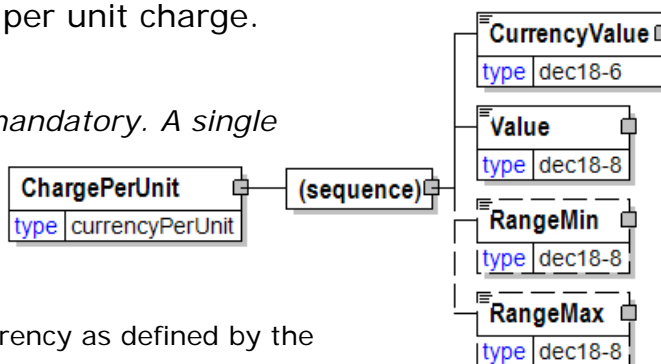 per unit charge.
CurrencyValue
type dec18-6
mandatory. A single
Value
type dec18-8
ChargePerUnit
type currencyPerUnit
(sequence)
RangeMin
type dec18-8
RangeMax
type dec18-8
as defined by the